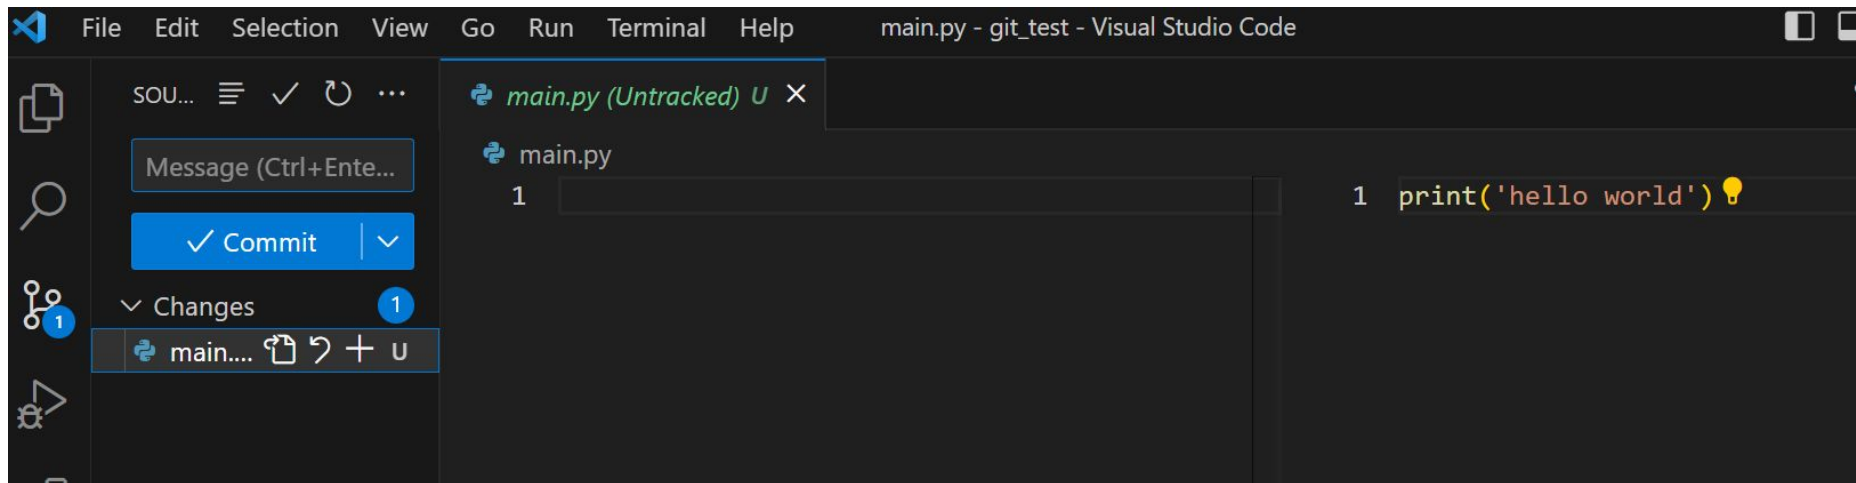 File Edit Selection View Go Run Terminal Help main.py - git_test - Visual Studio Code
SOU...
main.py (Untracked) U
Message (Ctrl+Ente...
main.py
1
1 print('hello world')
Commit
Changes 1
1
main.... U